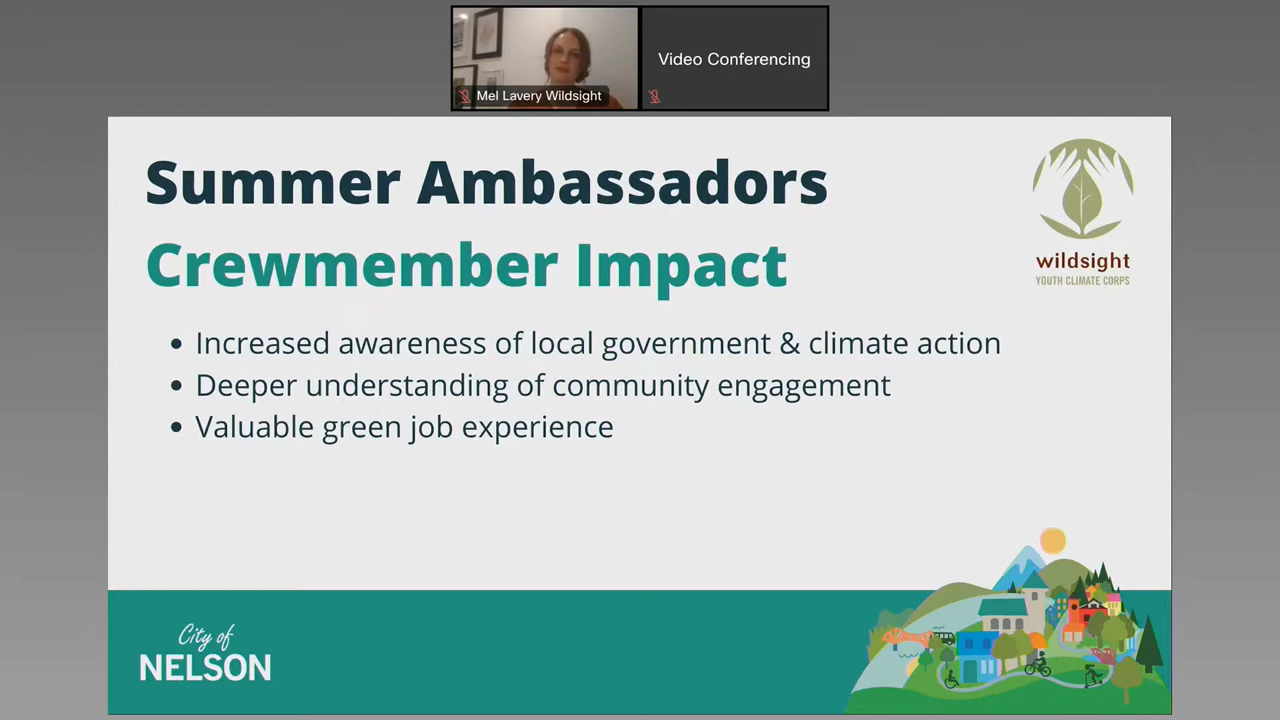 Video Conferencing
Mel Lavery Wildsight
Summer Ambassadors
Crewmember Impact
wildsight
YOUTH CLIMATE CORPS
• Increased awareness of local government & climate action
• Deeper understanding of community engagement
• Valuable green job experience
City of
NELSON